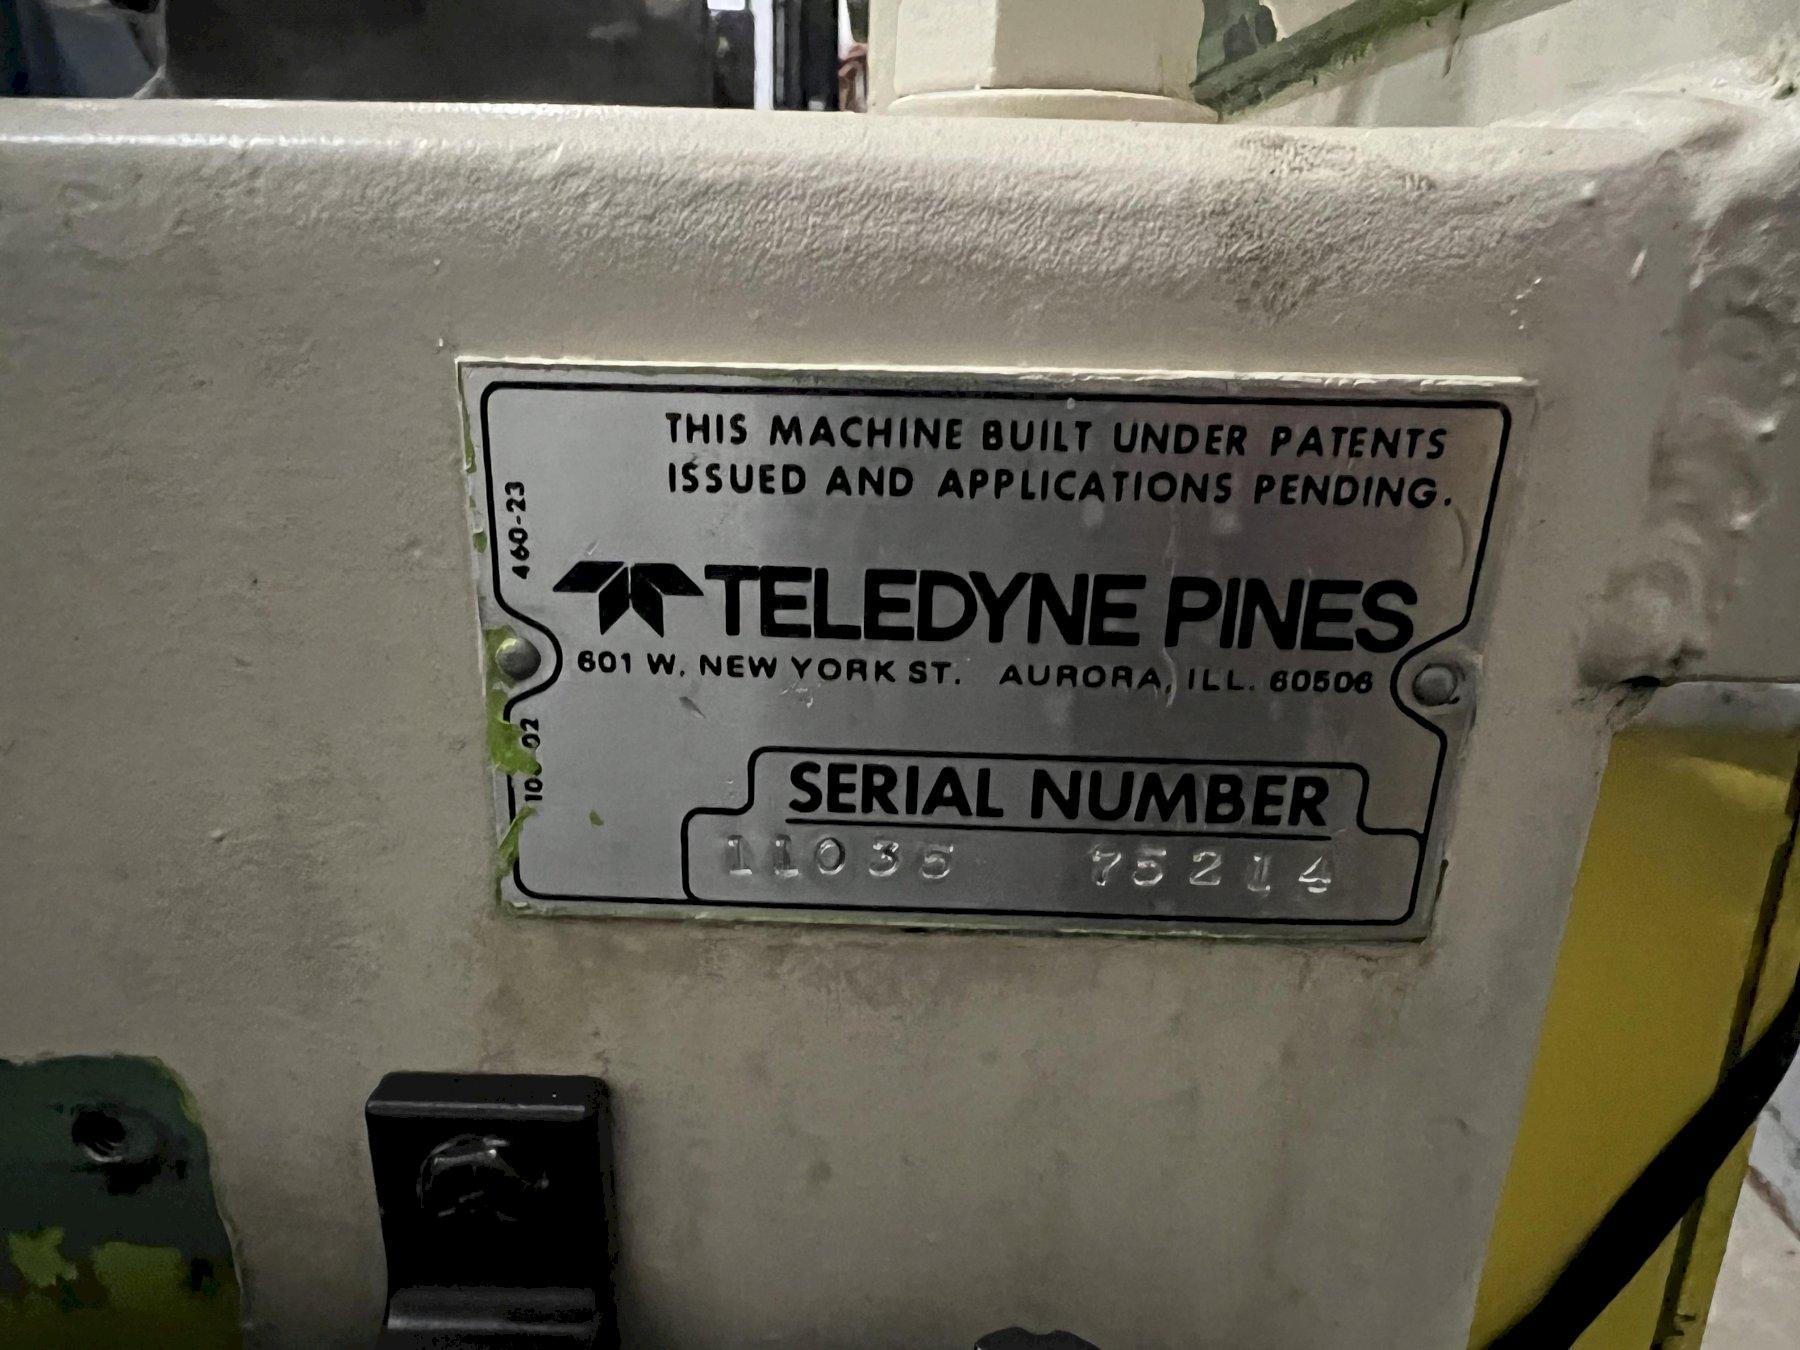 THIS MACHINE BUILT UNDER PATENTS
ISSUED AND APPLICATIONS PENDING.
460-23
TELEDYNE PINES
601 W. NEW YORK ST. AURORA, ILL. 60506
SERIAL NUMBER
11035 75214